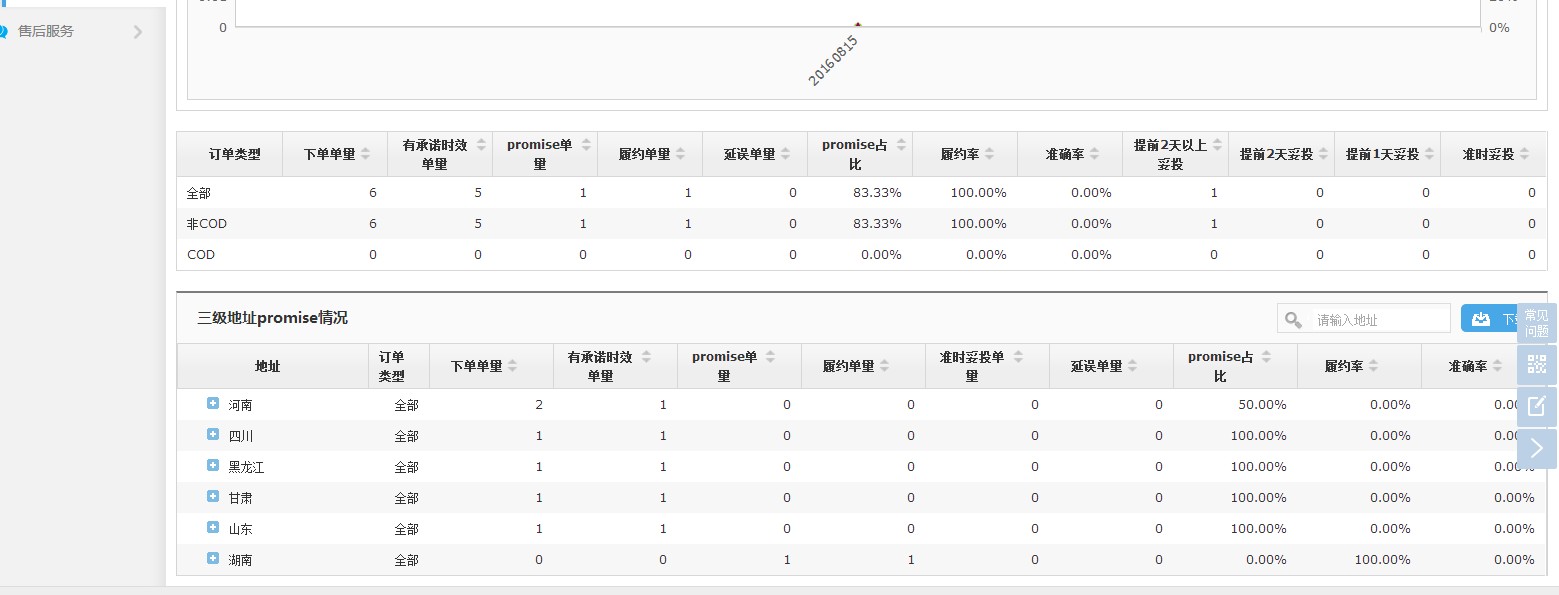 售后服务
0
0%
20160815
订单类型 下单单量 有承诺时效单量 promise单量 履约单量 延误单量 promise占比 履约率 准确率 提前2天以上妥投 提前2天妥投 提前1天妥投 准时妥投
全部 6 5 1 1 0 83.33% 100.00% 0.00% 1 0 0 0
非COD 6 5 1 1 0 83.33% 100.00% 0.00% 1 0 0 0
COD 0 0 0 0 0 0.00% 0.00% 0.00% 0 0 0 0
三级地址promise情况
请输入地址
下
常见
问题
地址 订单类型 下单单量 有承诺时效单量 promise单量 履约单量 准时妥投单量 延误单量 promise占比 履约率 准确率
河南 全部 2 1 0 0 0 0 50.00% 0.00% 0.00
四川 全部 1 1 0 0 0 0 100.00% 0.00% 0.00
黑龙江 全部 1 1 0 0 0 0 100.00% 0.00% 0.00%
甘肃 全部 1 1 0 0 0 0 100.00% 0.00% 0.00%
山东 全部 1 1 0 0 0 0 100.00% 0.00% 0.00%
湖南 全部 0 0 1 1 0 0 0.00% 100.00% 0.00%